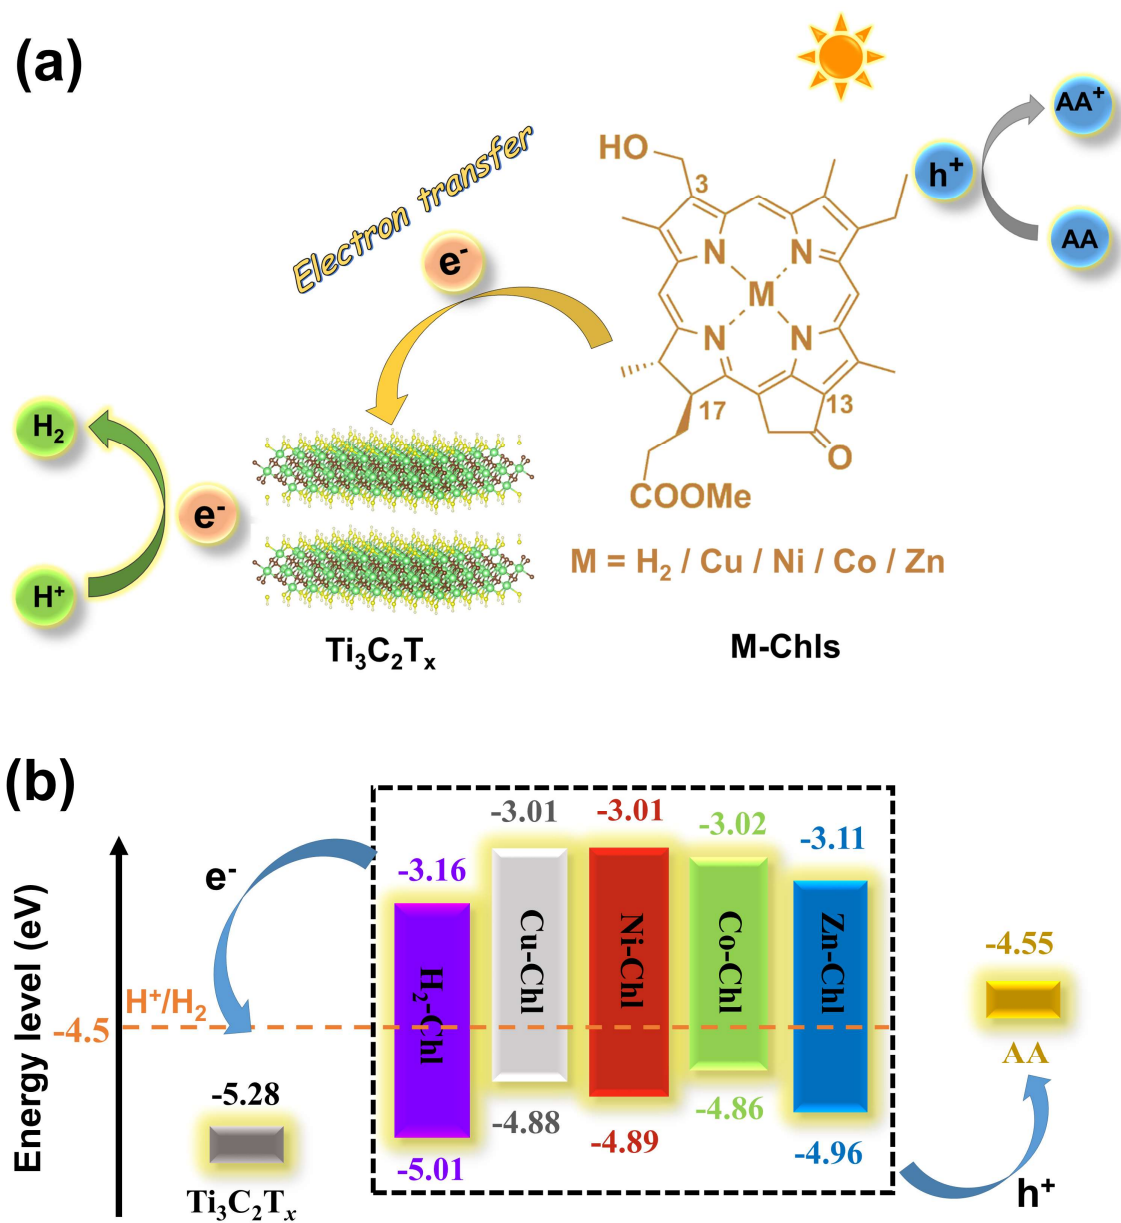 (a)
AA⁺
h⁺
AA
Electron transfer
e⁻
HO
3
N
N
M
N
N
17
13
O
COOMe
H₂
e⁻
H⁺
M = H₂ / Cu / Ni / Co / Zn
Ti₃C₂Tₓ
M-Chls
(b)
Energy level (eV)
-4.5
H⁺/H₂
e⁻
-5.28
Ti₃C₂Tₓ
-3.16
H₂-Chl
-5.01
-3.01
Cu-Chl
-4.88
-3.01
Ni-Chl
-4.89
-3.02
Co-Chl
-4.86
-3.11
Zn-Chl
-4.96
-4.55
AA
h⁺